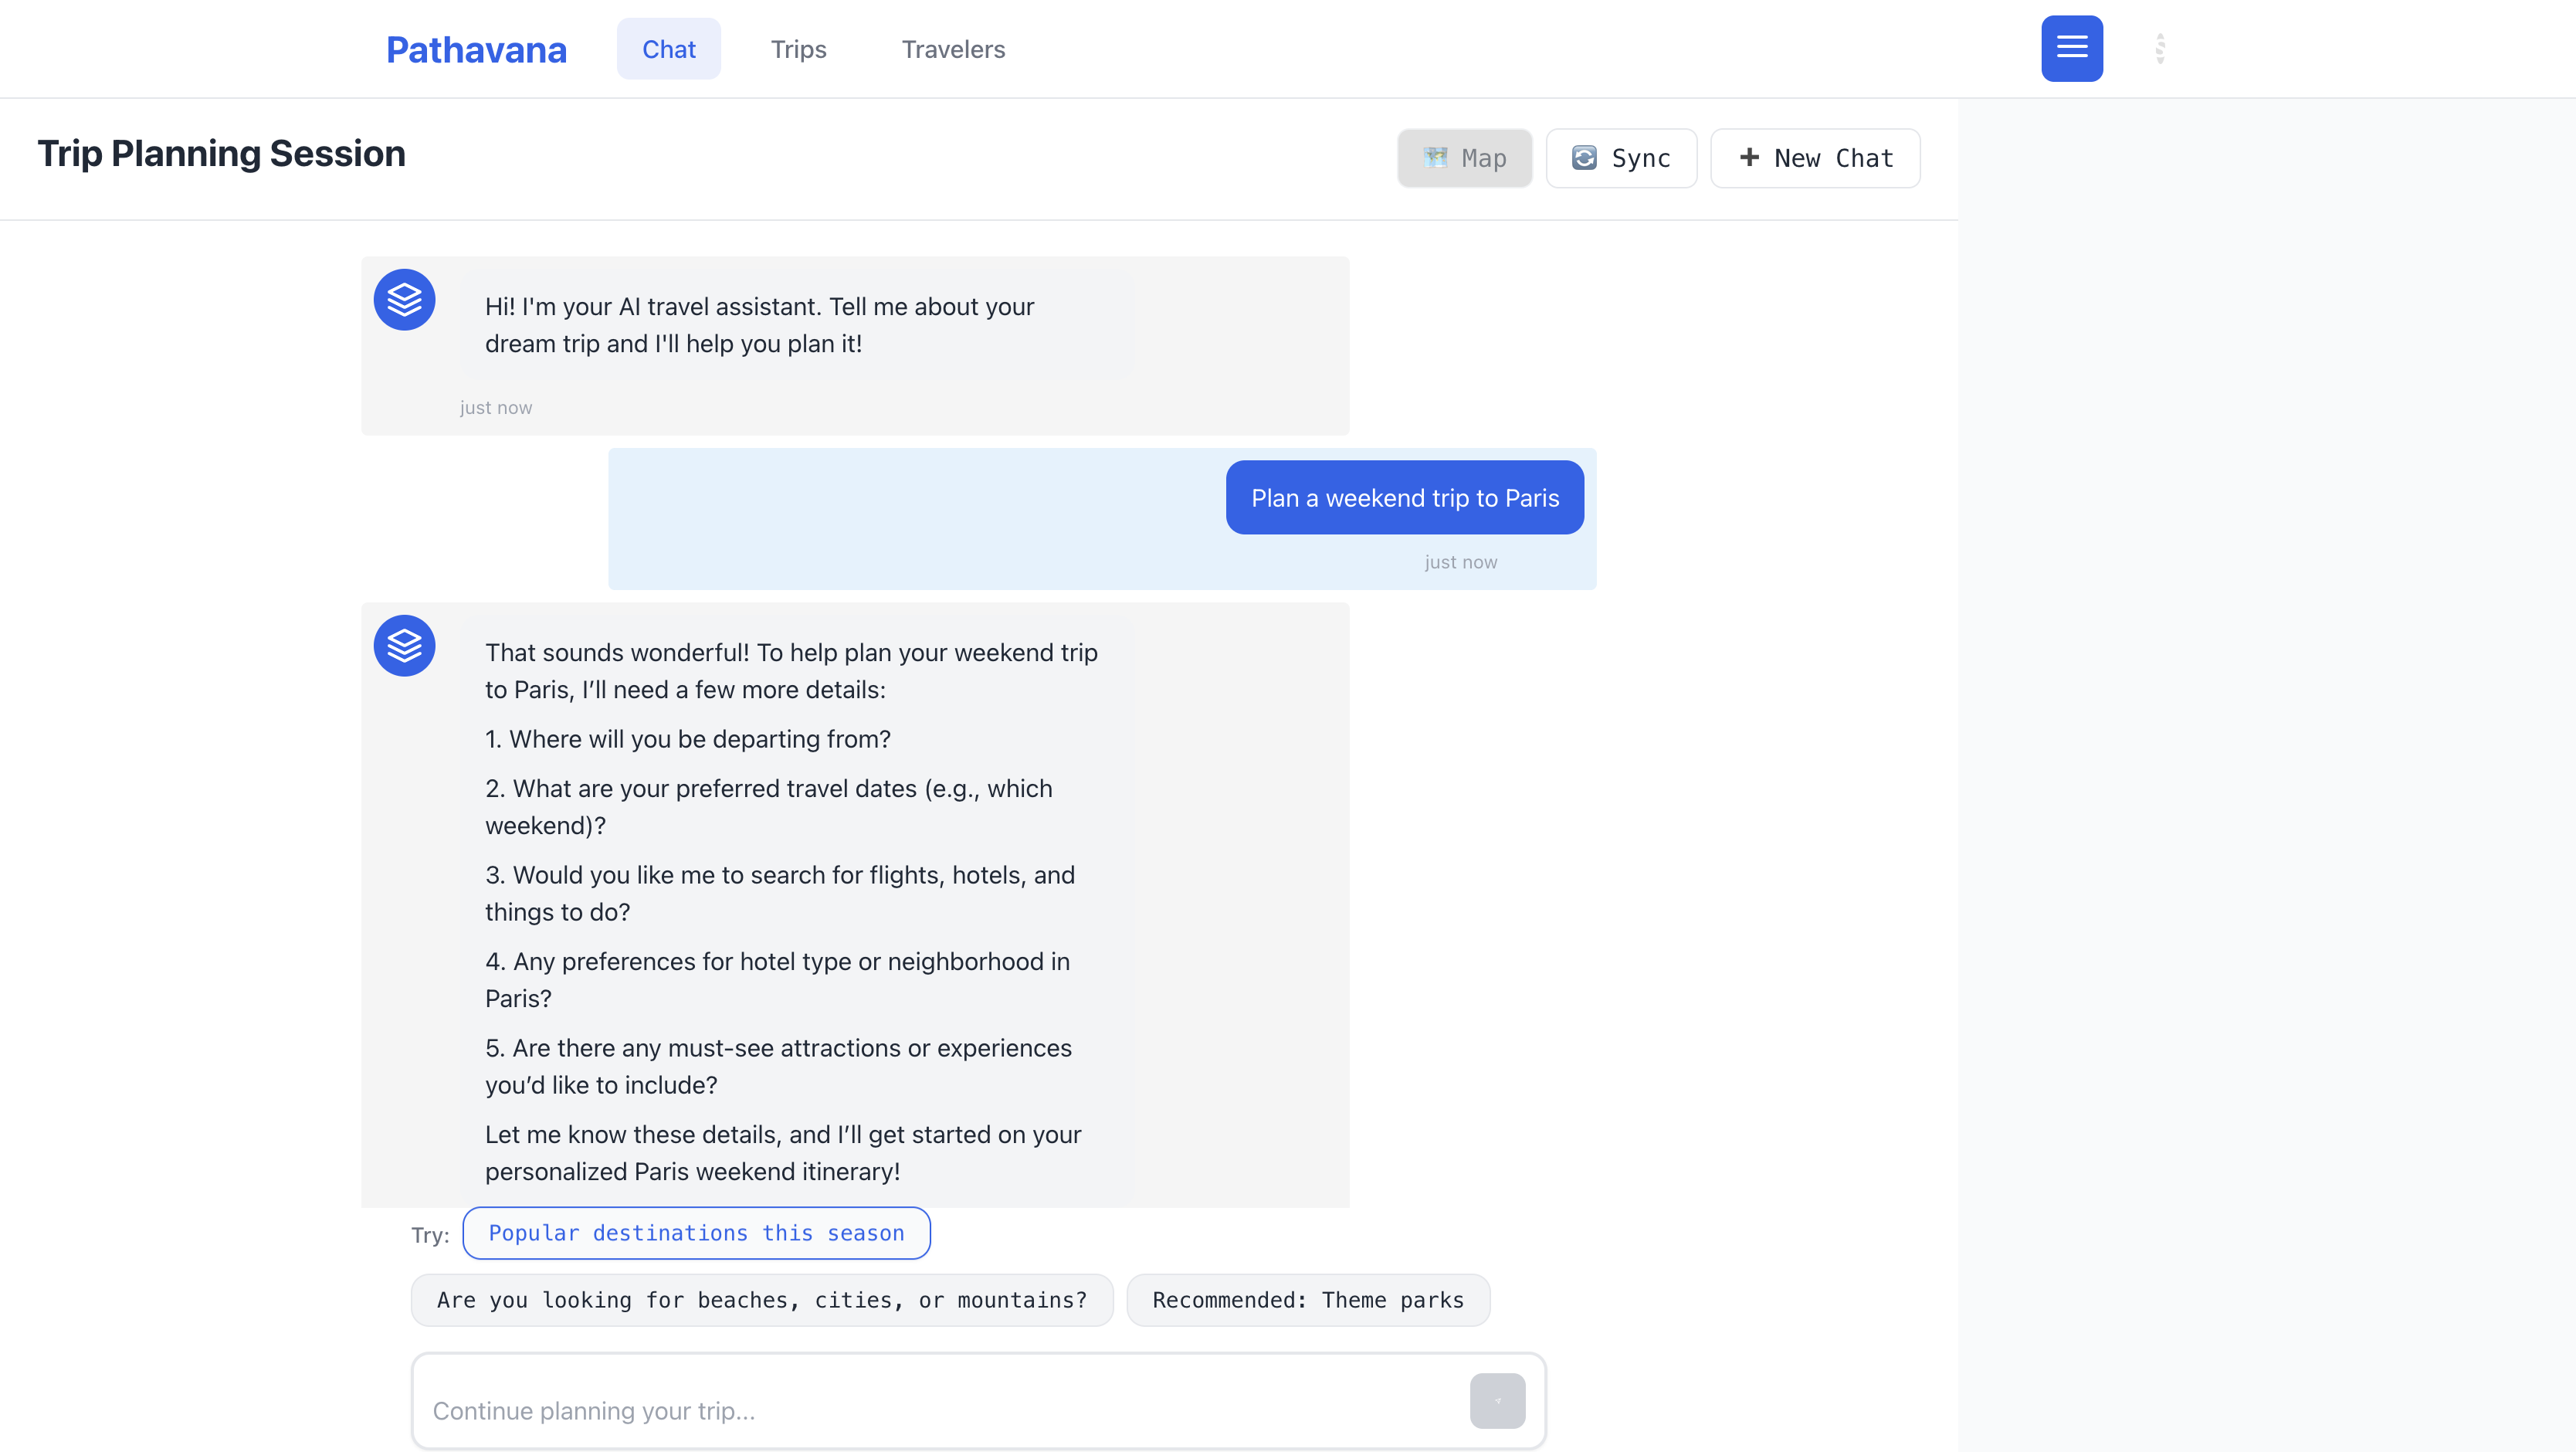 Pathavana
Chat
Trips
Travelers
Trip Planning Session
Map
Sync
New Chat
Hi! I'm your AI travel assistant. Tell me about your
dream trip and I'll help you plan it!
just now
Plan a weekend trip to Paris
just now
That sounds wonderful! To help plan your weekend trip
to Paris, I’ll need a few more details:
1. Where will you be departing from?
2. What are your preferred travel dates (e.g., which
weekend)?
3. Would you like me to search for flights, hotels, and
things to do?
4. Any preferences for hotel type or neighborhood in
Paris?
5. Are there any must-see attractions or experiences
you’d like to include?
Let me know these details, and I’ll get started on your
personalized Paris weekend itinerary!
Try:
Popular destinations this season
Are you looking for beaches, cities, or mountains?
Recommended: Theme parks
Continue planning your trip...